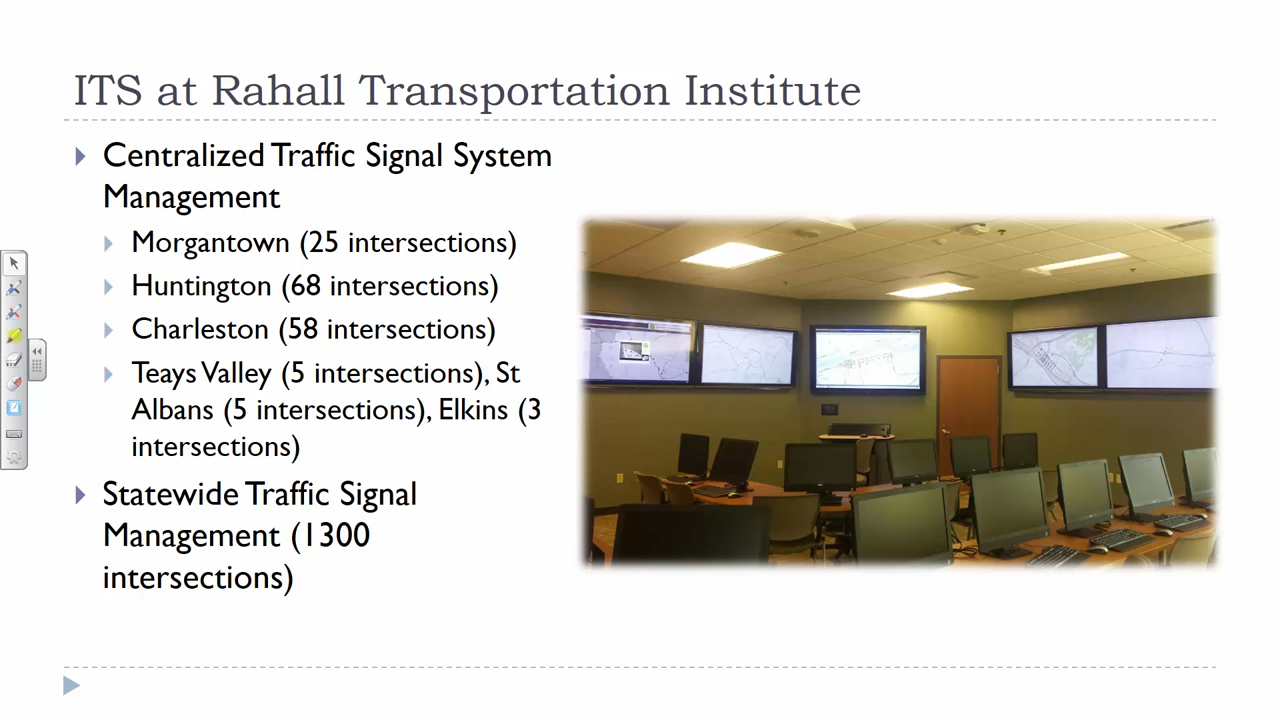 ITS at Rahall Transportation Institute
Centralized Traffic Signal System
Management
Morgantown (25 intersections)
Huntington (68 intersections)
Charleston (58 intersections)
Teays Valley (5 intersections), St
Albans (5 intersections), Elkins (3
intersections)
Statewide Traffic Signal
Management (1300
intersections)